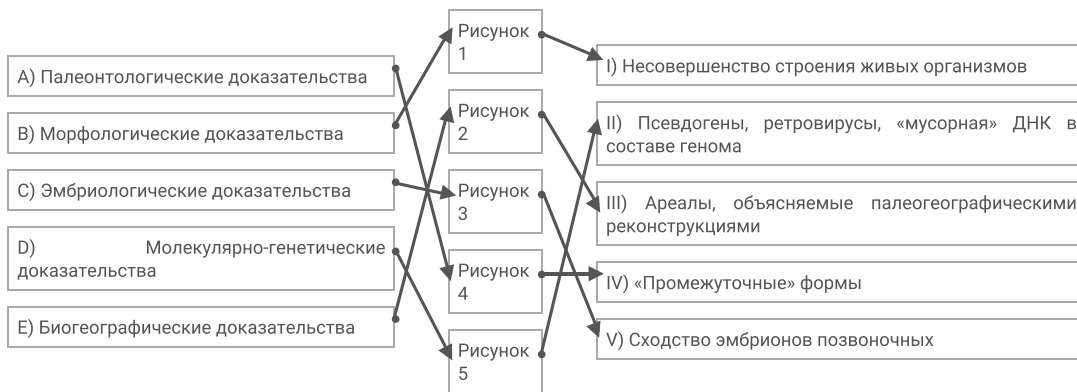 A) Палеонтологические доказательства
B) Морфологические доказательства
C) Эмбриологические доказательства
D) Молекулярно-генетические
доказательства
E) Биогеографические доказательства
Рисунок
1
Рисунок
2
Рисунок
3
Рисунок
4
Рисунок
5
I) Несовершенство строения живых организмов
II) Псевдогены, ретровирусы, «мусорная» ДНК в
составе генома
III) Ареалы, объясняемые палеогеографическими
реконструкциями
IV) «Промежуточные» формы
V) Сходство эмбрионов позвоночных